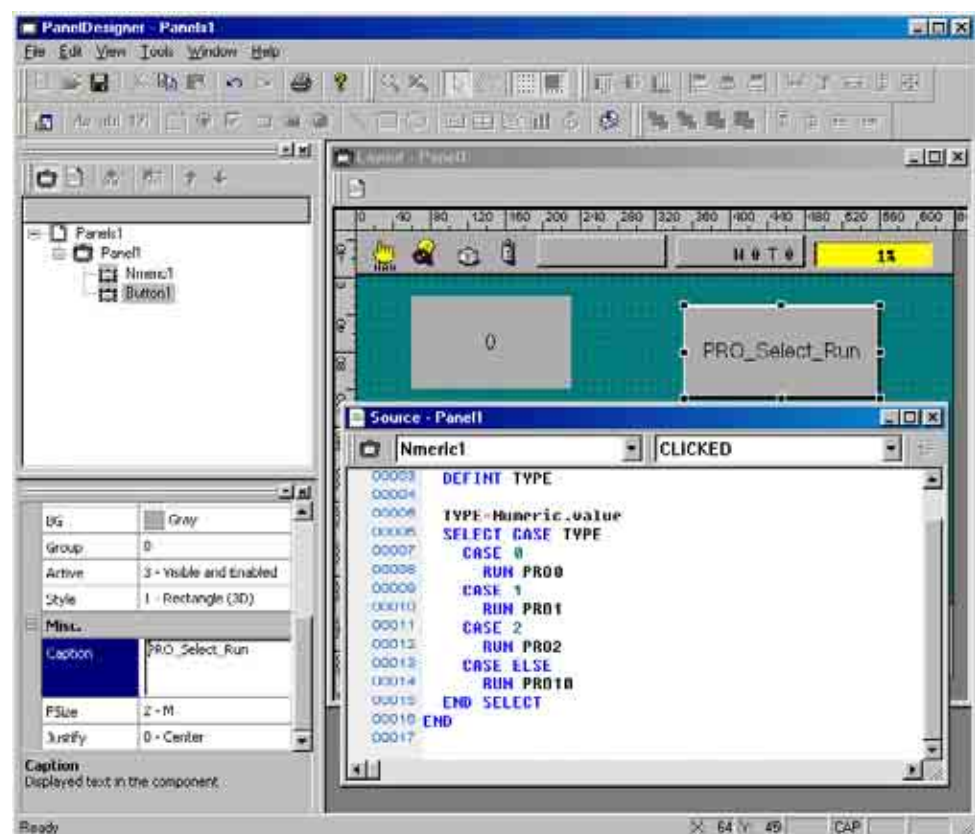 PanelDesigner - Panels1
File Edit View Tools Window Help
Panels1
Panel1
Nmeric1
Button1
BG Gray
Group 0
Active 3 - Visible and Enabled
Style 1 - Rectangle (3D)
Misc.
Caption PRO_Select_Run
FSize 2 - M
Justify 0 - Center
Caption
Displayed text in the component
Layout - Panel1
0 40 80 120 160 200 240 280 320 360 400 440 480 520 560 600
1%
0
PRO_Select_Run
Source - Panel1
Nmeric1 CLICKED
00003 DEFINT TYPE
00004
00005 TYPE=Numeric.value
00006 SELECT CASE TYPE
00007 CASE 0
00008 RUN PRO0
00009 CASE 1
00010 RUN PRO1
00011 CASE 2
00012 RUN PRO2
00013 CASE ELSE
00014 RUN PRO10
00015 END SELECT
00016 END
00017
Ready X: 64 Y: 45 CAP